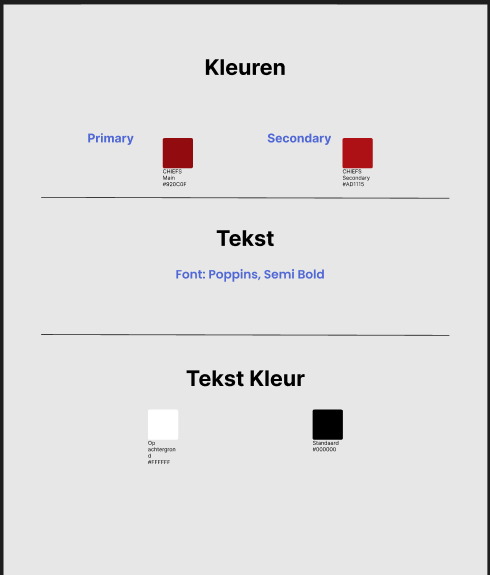 Kleuren
Primary
CHIEFS
Main
#920C0F
Secondary
CHIEFS
Secondary
#AD1115
Tekst
Font: Poppins, Semi Bold
Tekst Kleur
Op
achtergron
d
#FFFFFF
Standaard
#000000